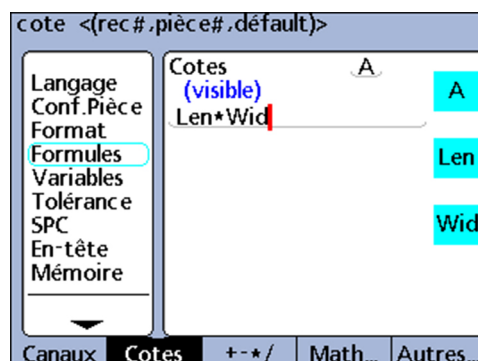 cote <(rec#,pièce#,défault)>
Langage
Conf.Pièce
Format
Formules
Variables
Tolérance
SPC
En-tête
Mémoire
Cotes A
(visible)
Len*Wid
A
Len
Wid
Canaux Cotes +-*/ Math... Autres...